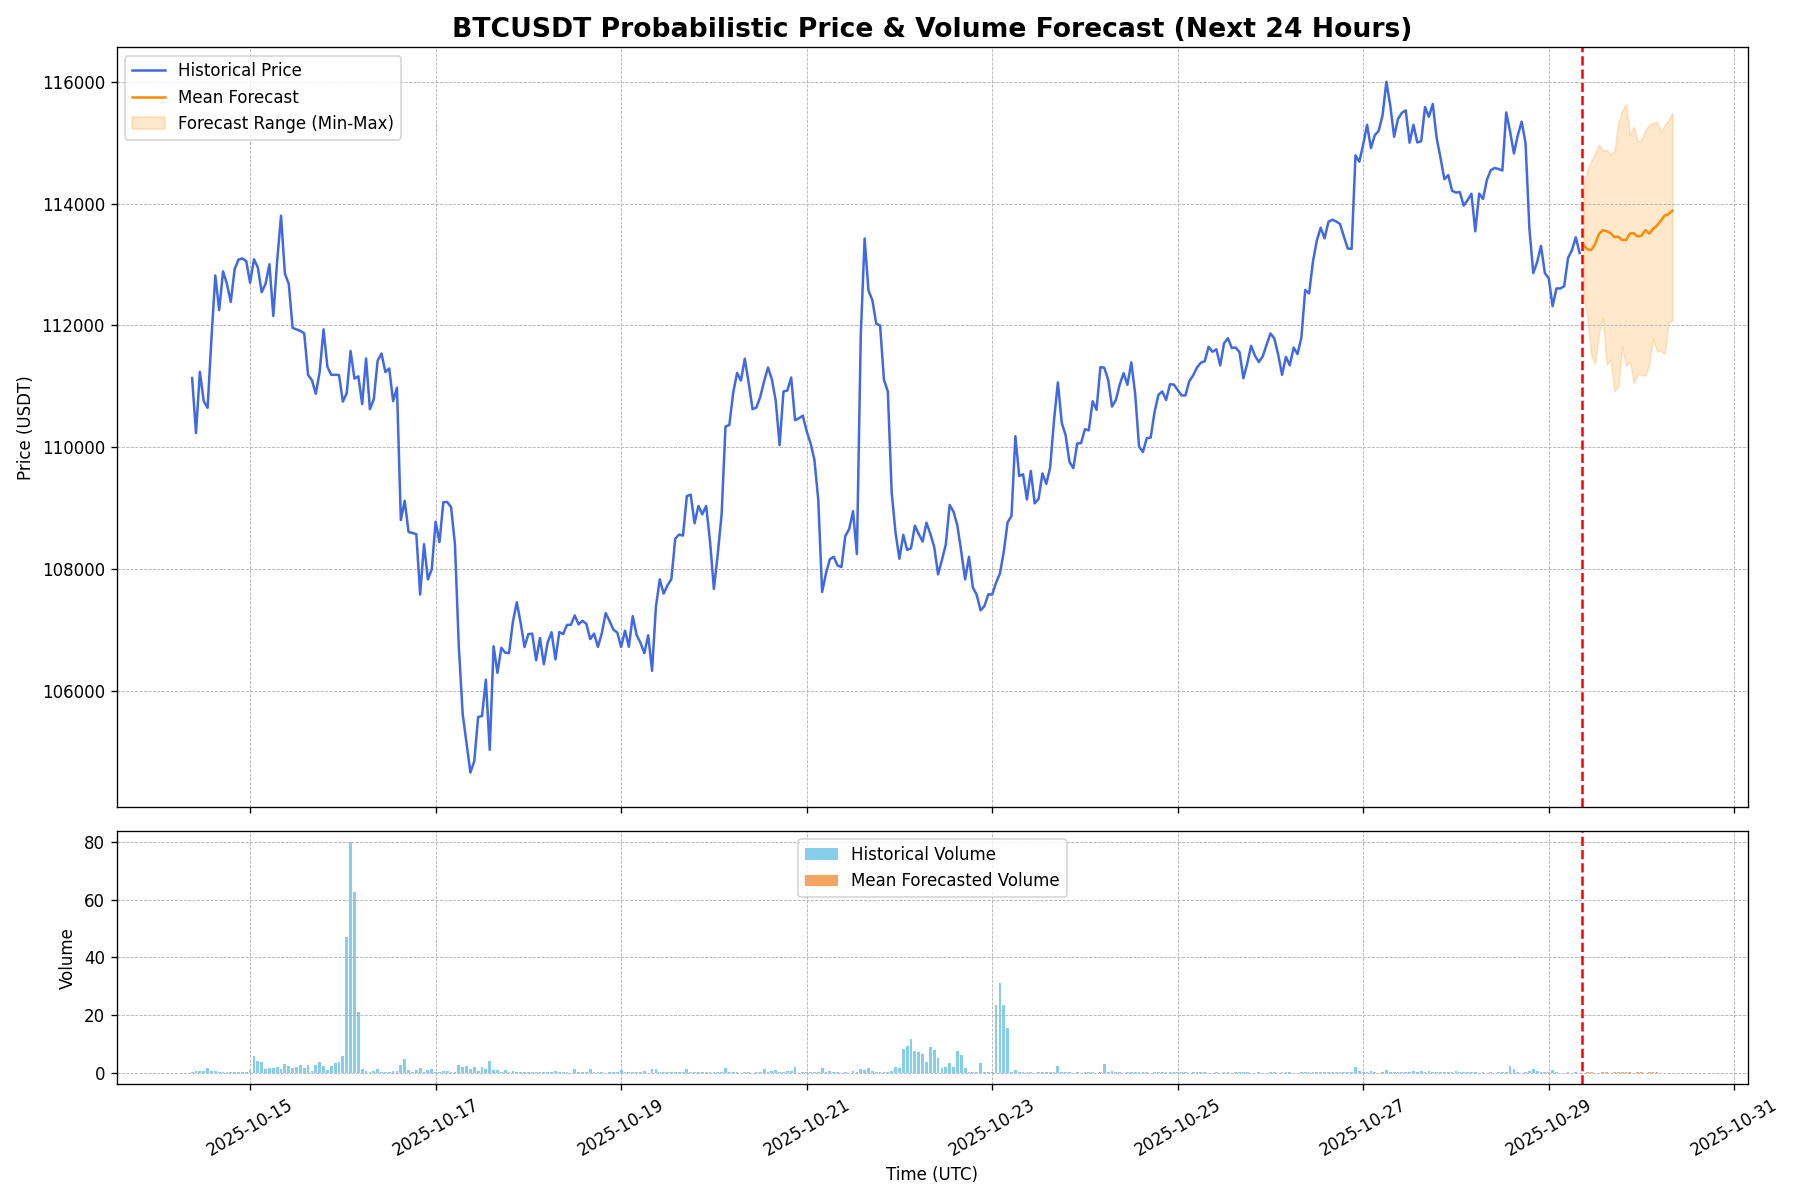 BTCUSDT Probabilistic Price & Volume Forecast (Next 24 Hours)
Historical Price
Mean Forecast
Forecast Range (Min-Max)
116000
114000
112000
110000
108000
106000
Price (USDT)
Historical Volume
Mean Forecasted Volume
80
60
40
20
0
Volume
2025-10-15
2025-10-17
2025-10-19
2025-10-21
2025-10-23
2025-10-25
2025-10-27
2025-10-29
2025-10-31
Time (UTC)